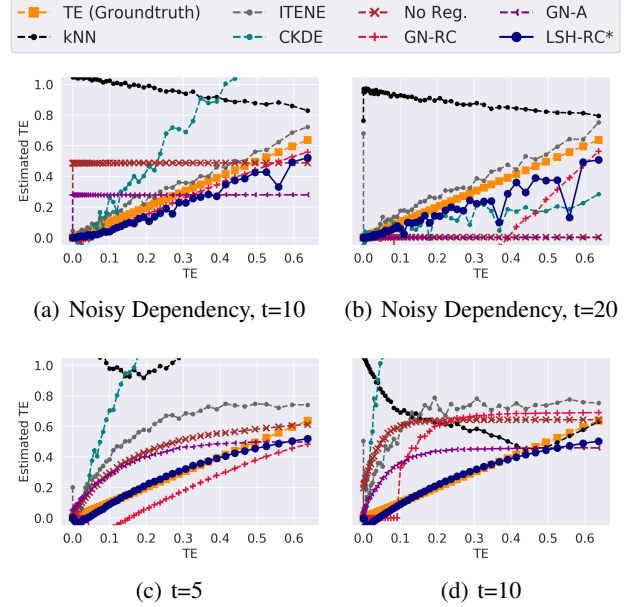 TE (Groundtruth) ITENE No Reg. GN-A
kNN CKDE GN-RC LSH-RC*
1.0
0.8
0.6
0.4
0.2
0.0
Estimated TE
0.0 0.1 0.2 0.3 0.4 0.5 0.6
TE
0.0 0.1 0.2 0.3 0.4 0.5 0.6
TE
(a) Noisy Dependency, t=10 (b) Noisy Dependency, t=20
1.0
0.8
0.6
0.4
0.2
0.0
Estimated TE
0.0 0.1 0.2 0.3 0.4 0.5 0.6
TE
0.0 0.1 0.2 0.3 0.4 0.5 0.6
TE
(c) t=5 (d) t=10